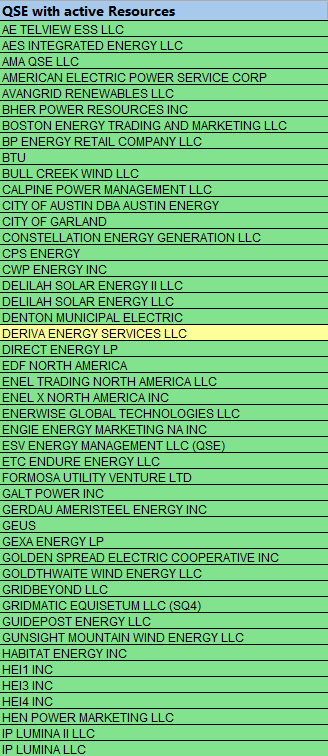 QSE with active Resources
AE TELVIEW ESS LLC
AES INTEGRATED ENERGY LLC
AMA QSE LLC
AMERICAN ELECTRIC POWER SERVICE CORP
AVANGRID RENEWABLES LLC
BHER POWER RESOURCES INC
BOSTON ENERGY TRADING AND MARKETING LLC
BP ENERGY RETAIL COMPANY LLC
BTU
BULL CREEK WIND LLC
CALPINE POWER MANAGEMENT LLC
CITY OF AUSTIN DBA AUSTIN ENERGY
CITY OF GARLAND
CONSTELLATION ENERGY GENERATION LLC
CPS ENERGY
CWP ENERGY INC
DELILAH SOLAR ENERGY II LLC
DELILAH SOLAR ENERGY LLC
DENTON MUNICIPAL ELECTRIC
DERIVA ENERGY SERVICES LLC
DIRECT ENERGY LP
EDF NORTH AMERICA
ENEL TRADING NORTH AMERICA LLC
ENEL X NORTH AMERICA INC
ENERWISE GLOBAL TECHNOLOGIES LLC
ENGIE ENERGY MARKETING NA INC
ESV ENERGY MANAGEMENT LLC (QSE)
ETC ENDURE ENERGY LLC
FORMOSA UTILITY VENTURE LTD
GALT POWER INC
GERDAU AMERISTEEL ENERGY INC
GEUS
GEXA ENERGY LP
GOLDEN SPREAD ELECTRIC COOPERATIVE INC
GOLDTHWAITE WIND ENERGY LLC
GRIDBEYOND LLC
GRIDMATIC EQUISETUM LLC (SQ4)
GUIDEPOST ENERGY LLC
GUNSIGHT MOUNTAIN WIND ENERGY LLC
HABITAT ENERGY INC
HEI1 INC
HEI3 INC
HEI4 INC
HEN POWER MARKETING LLC
IP LUMINA II LLC
IP LUMINA LLC